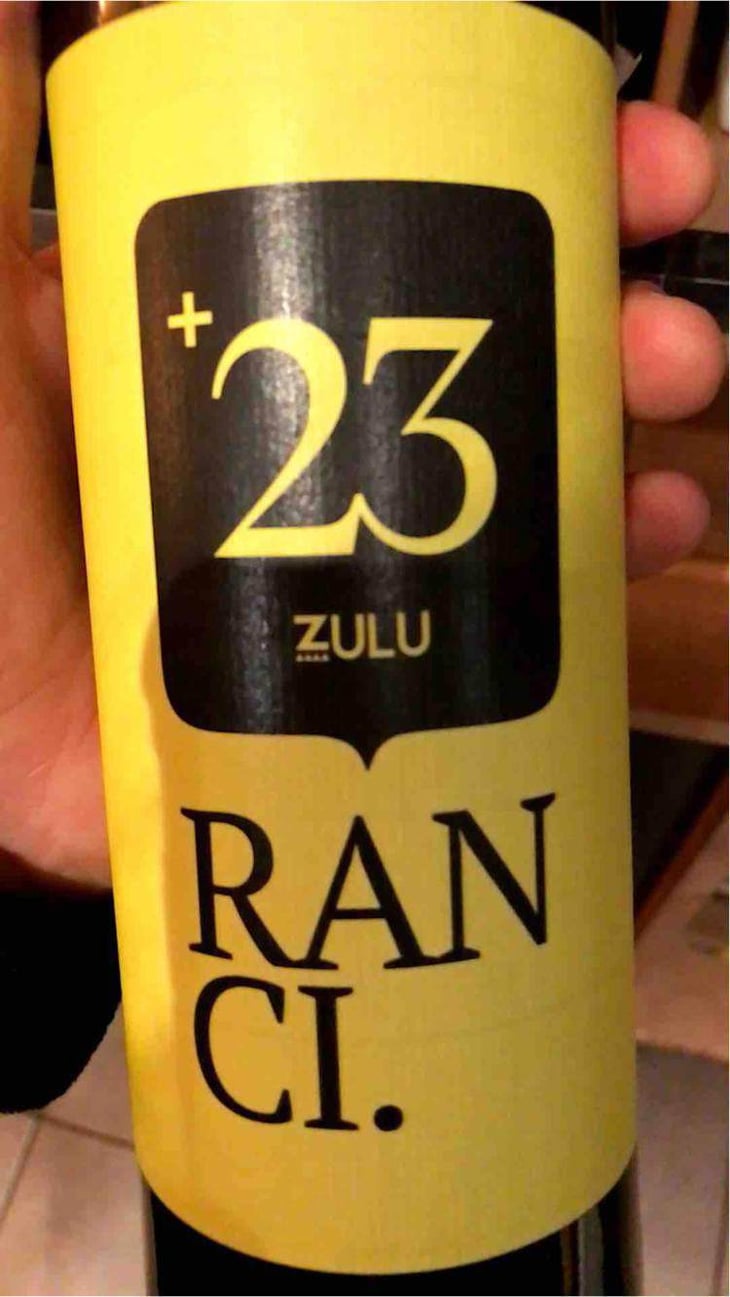 +23
ZULU
RAN
CI.